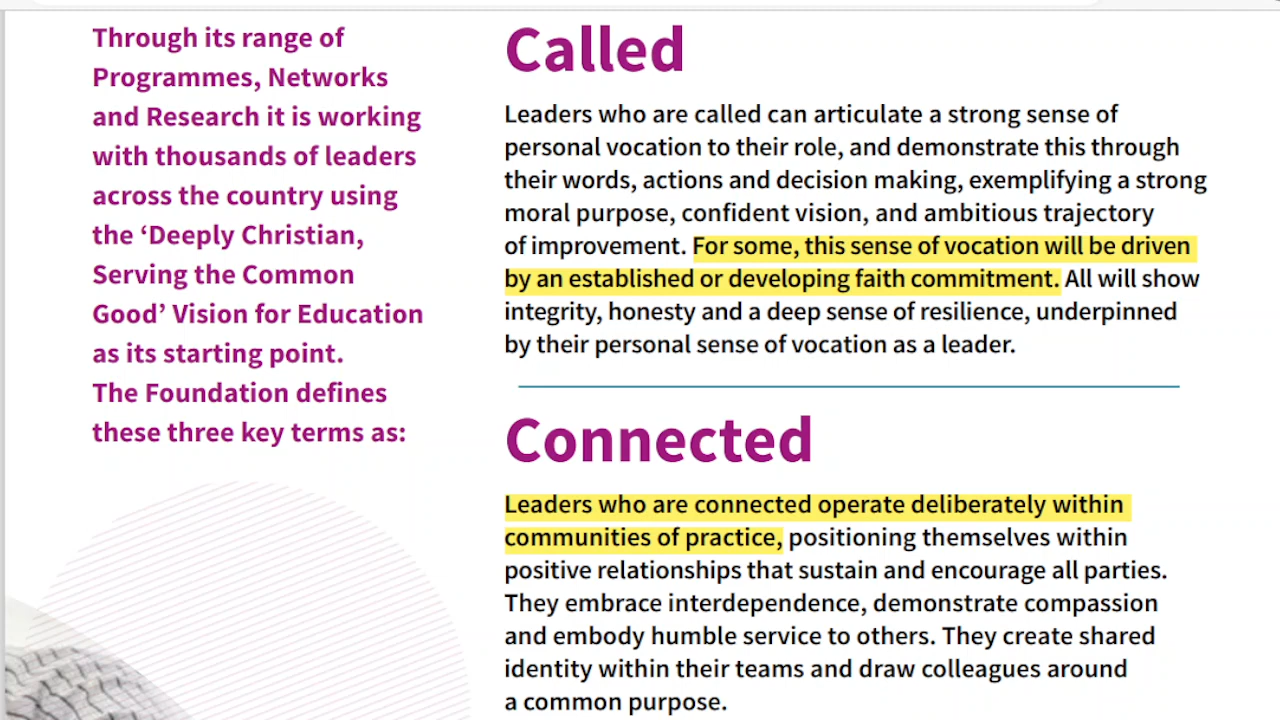 Through its range of
Programmes, Networks
and Research it is working
with thousands of leaders
across the country using
the ‘Deeply Christian,
Serving the Common
Good’ Vision for Education
as its starting point.
The Foundation defines
these three key terms as:
Called
Leaders who are called can articulate a strong sense of
personal vocation to their role, and demonstrate this through
their words, actions and decision making, exemplifying a strong
moral purpose, confident vision, and ambitious trajectory
of improvement. For some, this sense of vocation will be driven
by an established or developing faith commitment. All will show
integrity, honesty and a deep sense of resilience, underpinned
by their personal sense of vocation as a leader.
Connected
Leaders who are connected operate deliberately within
communities of practice, positioning themselves within
positive relationships that sustain and encourage all parties.
They embrace interdependence, demonstrate compassion
and embody humble service to others. They create shared
identity within their teams and draw colleagues around
a common purpose.